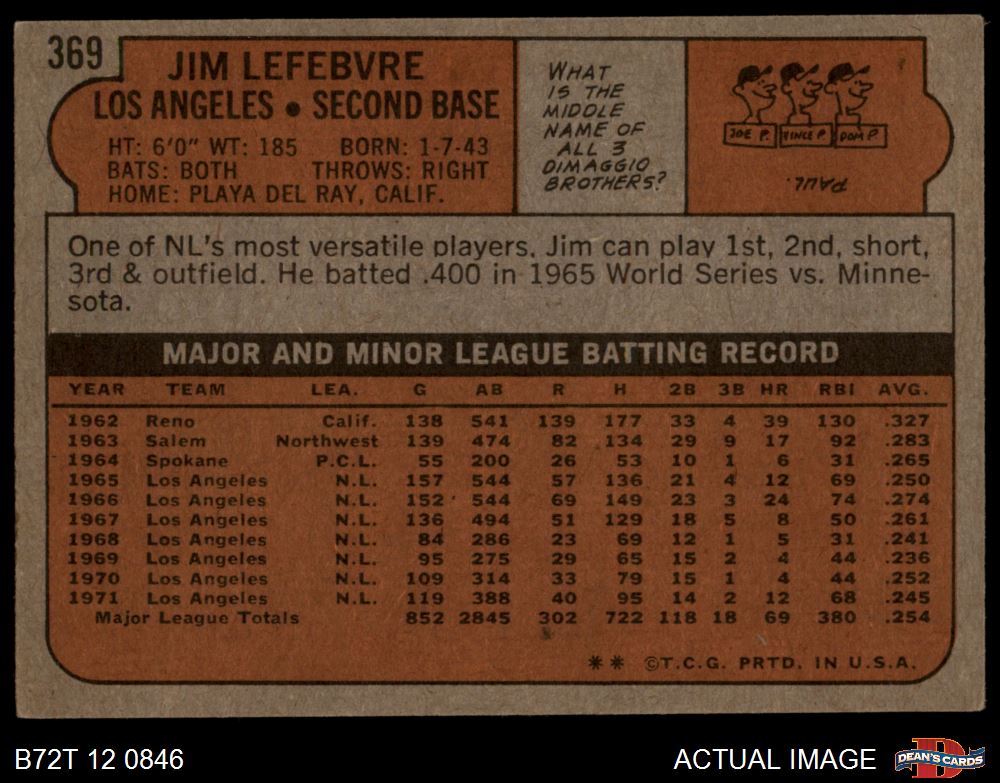 369
JIM LEFEBVRE
LOS ANGELES • SECOND BASE
HT: 6'0" WT: 185 BORN: 1-7-43
BATS: BOTH THROWS: RIGHT
HOME: PLAYA DEL RAY, CALIF.
WHAT
IS THE
MIDDLE
NAME OF
ALL 3
DIMAGGIO
BROTHERS?
JOE P. VINCE P. DOM P.
PAUL.
One of NL's most versatile players, Jim can play 1st, 2nd, short,
3rd & outfield. He batted .400 in 1965 World Series vs. Minne-
sota.
MAJOR AND MINOR LEAGUE BATTING RECORD
YEAR TEAM LEA. G AB R H 2B 3B HR RBI AVG.
1962 Reno Calif. 138 541 139 177 33 4 39 130 .327
1963 Salem Northwest 139 474 82 134 29 9 17 92 .283
1964 Spokane P.C.L. 55 200 26 53 10 1 6 31 .265
1965 Los Angeles N.L. 157 544 57 136 21 4 12 69 .250
1966 Los Angeles N.L. 152 544 69 149 23 3 24 74 .274
1967 Los Angeles N.L. 136 494 51 129 18 5 8 50 .261
1968 Los Angeles N.L. 84 286 23 69 12 1 5 31 .241
1969 Los Angeles N.L. 95 275 29 65 15 2 4 44 .236
1970 Los Angeles N.L. 109 314 33 79 15 1 4 44 .252
1971 Los Angeles N.L. 119 388 40 95 14 2 12 68 .245
Major League Totals 852 2845 302 722 118 18 69 380 .254
** ©T.C.G. PRTD. IN U.S.A.
B72T 12 0846
ACTUAL IMAGE
D
DEAN'S CARDS